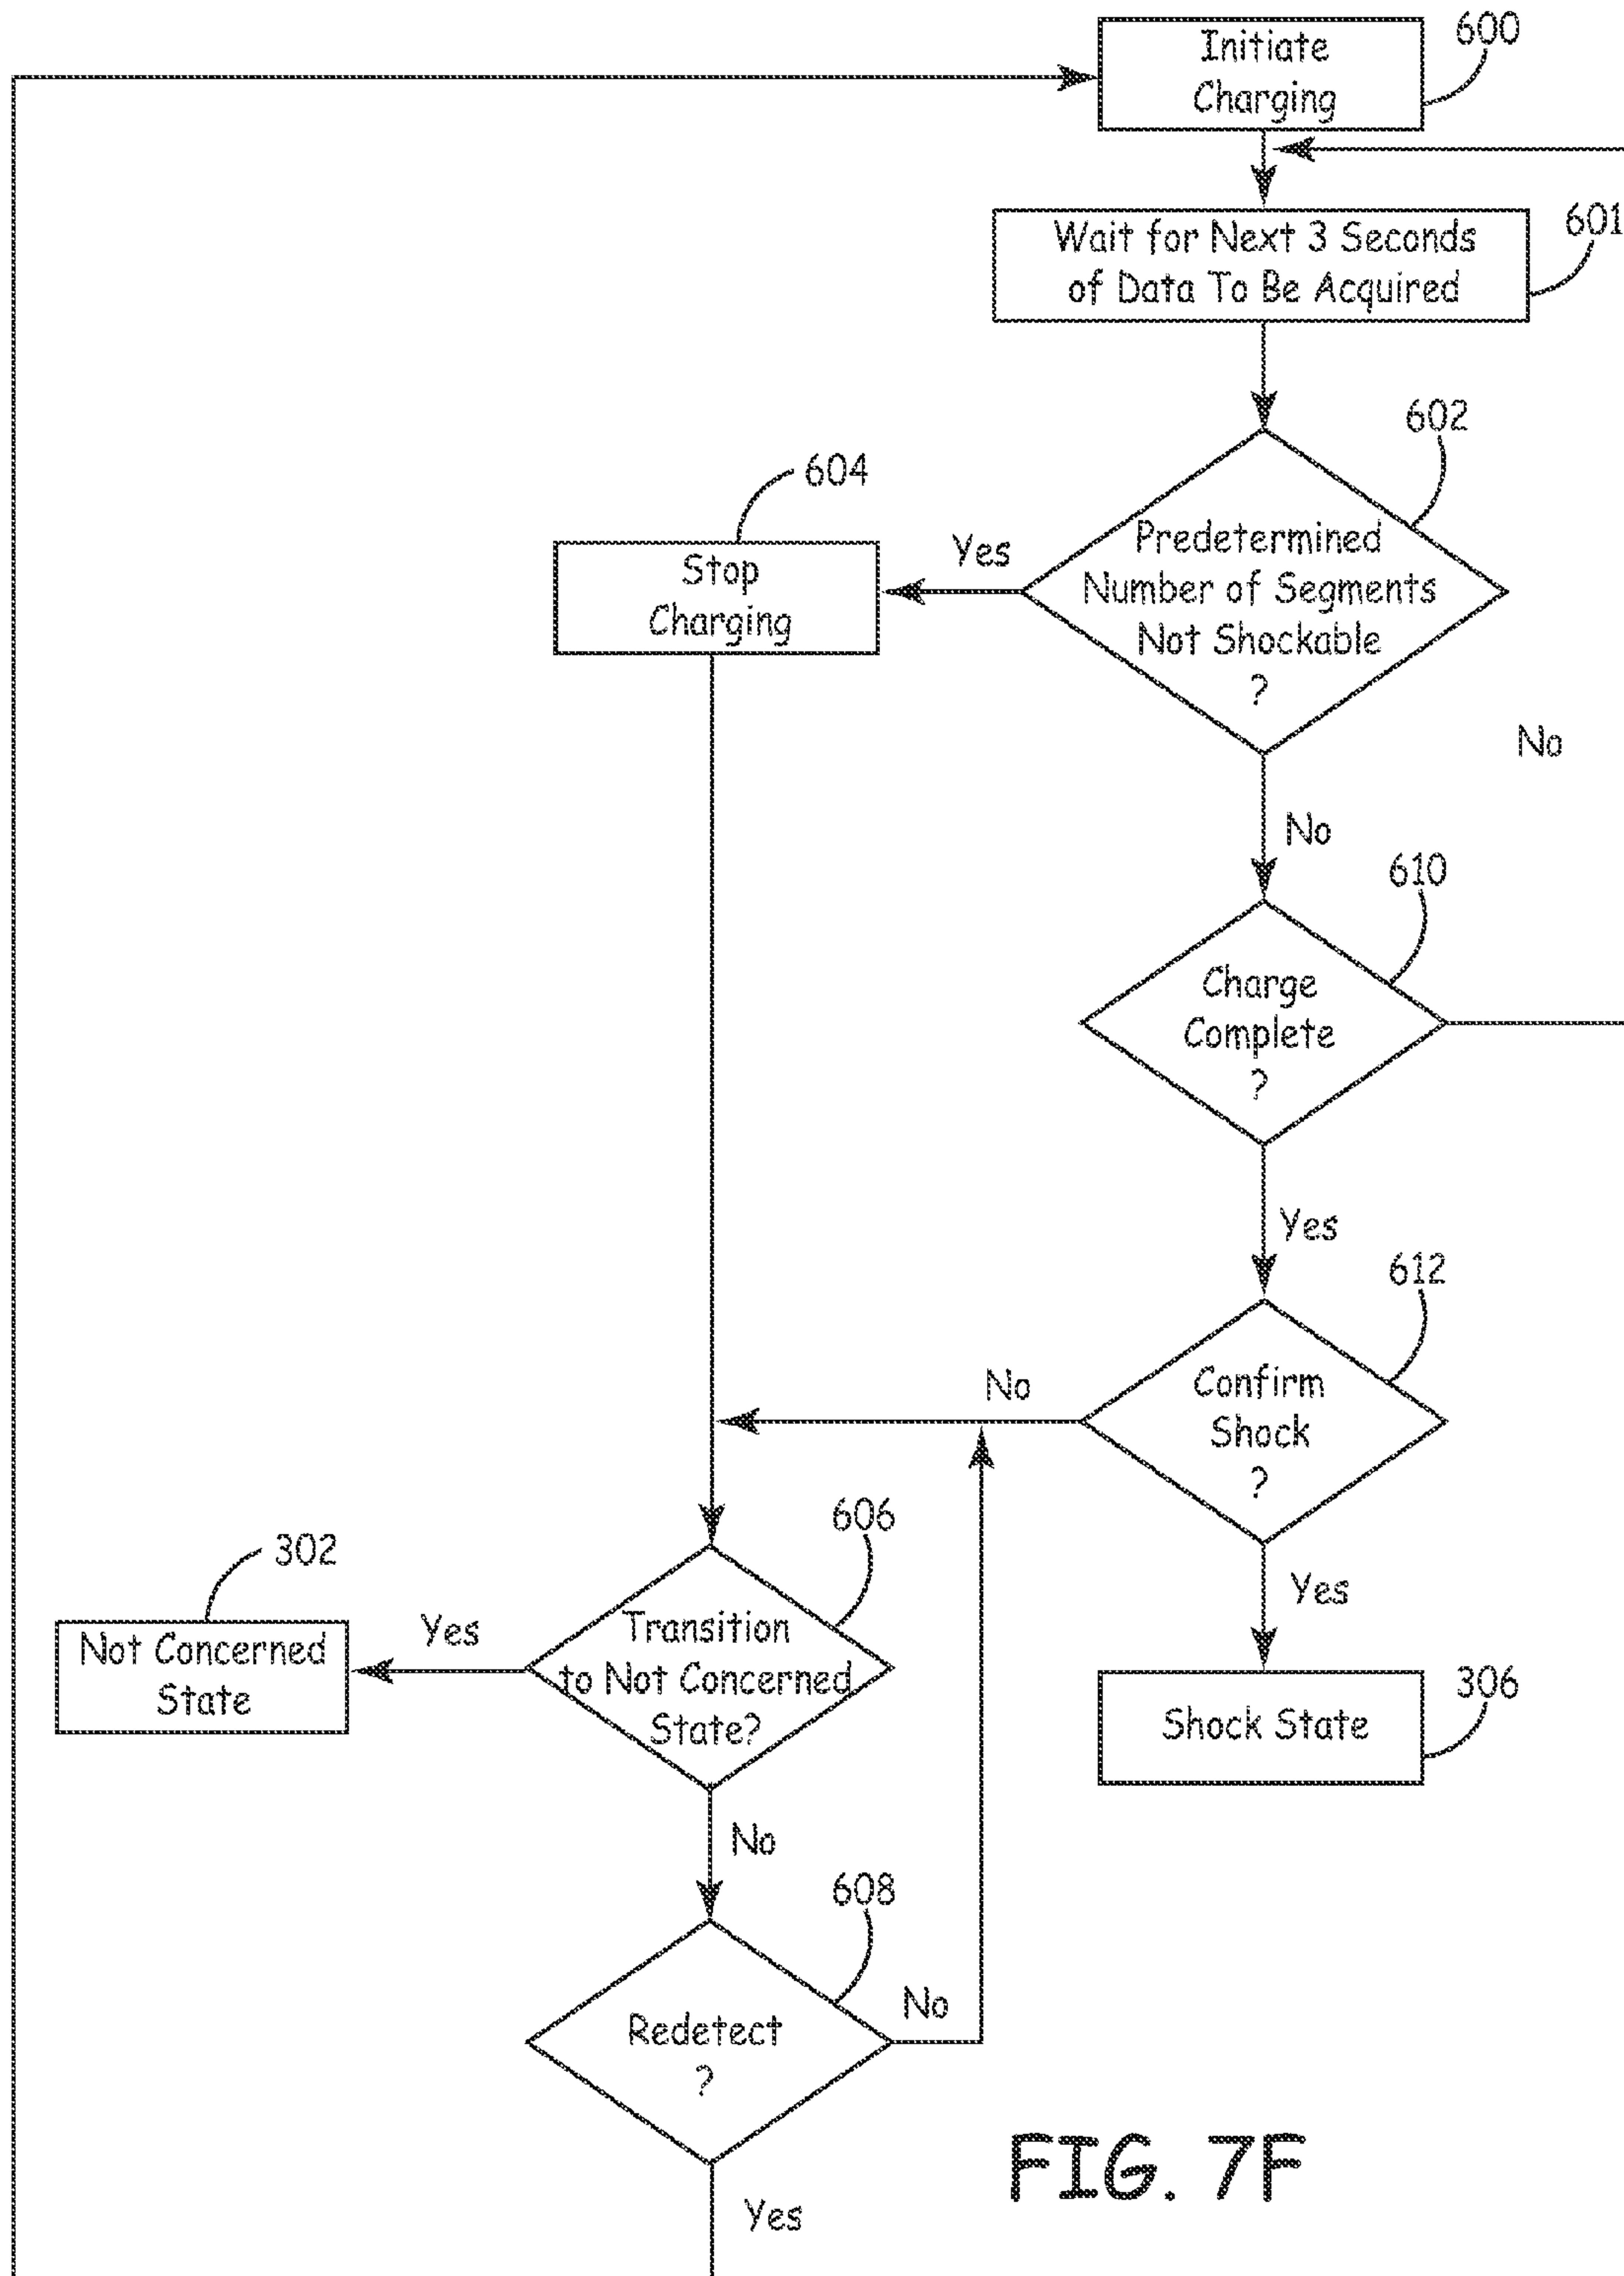 600
Initiate
Charging
601
Wait for Next 3 Seconds
of Data To Be Acquired
602
604
Predetermined
Number of Segments
Not Shockable
?
Yes
Stop
Charging
No
No
610
Charge
Complete
?
Yes
612
Confirm
Shock
?
No
606
302
Transition
to Not Concerned
State?
Yes
Not Concerned
State
Yes
306
Shock State
No
608
Redetect
?
No
Yes
FIG. 7F